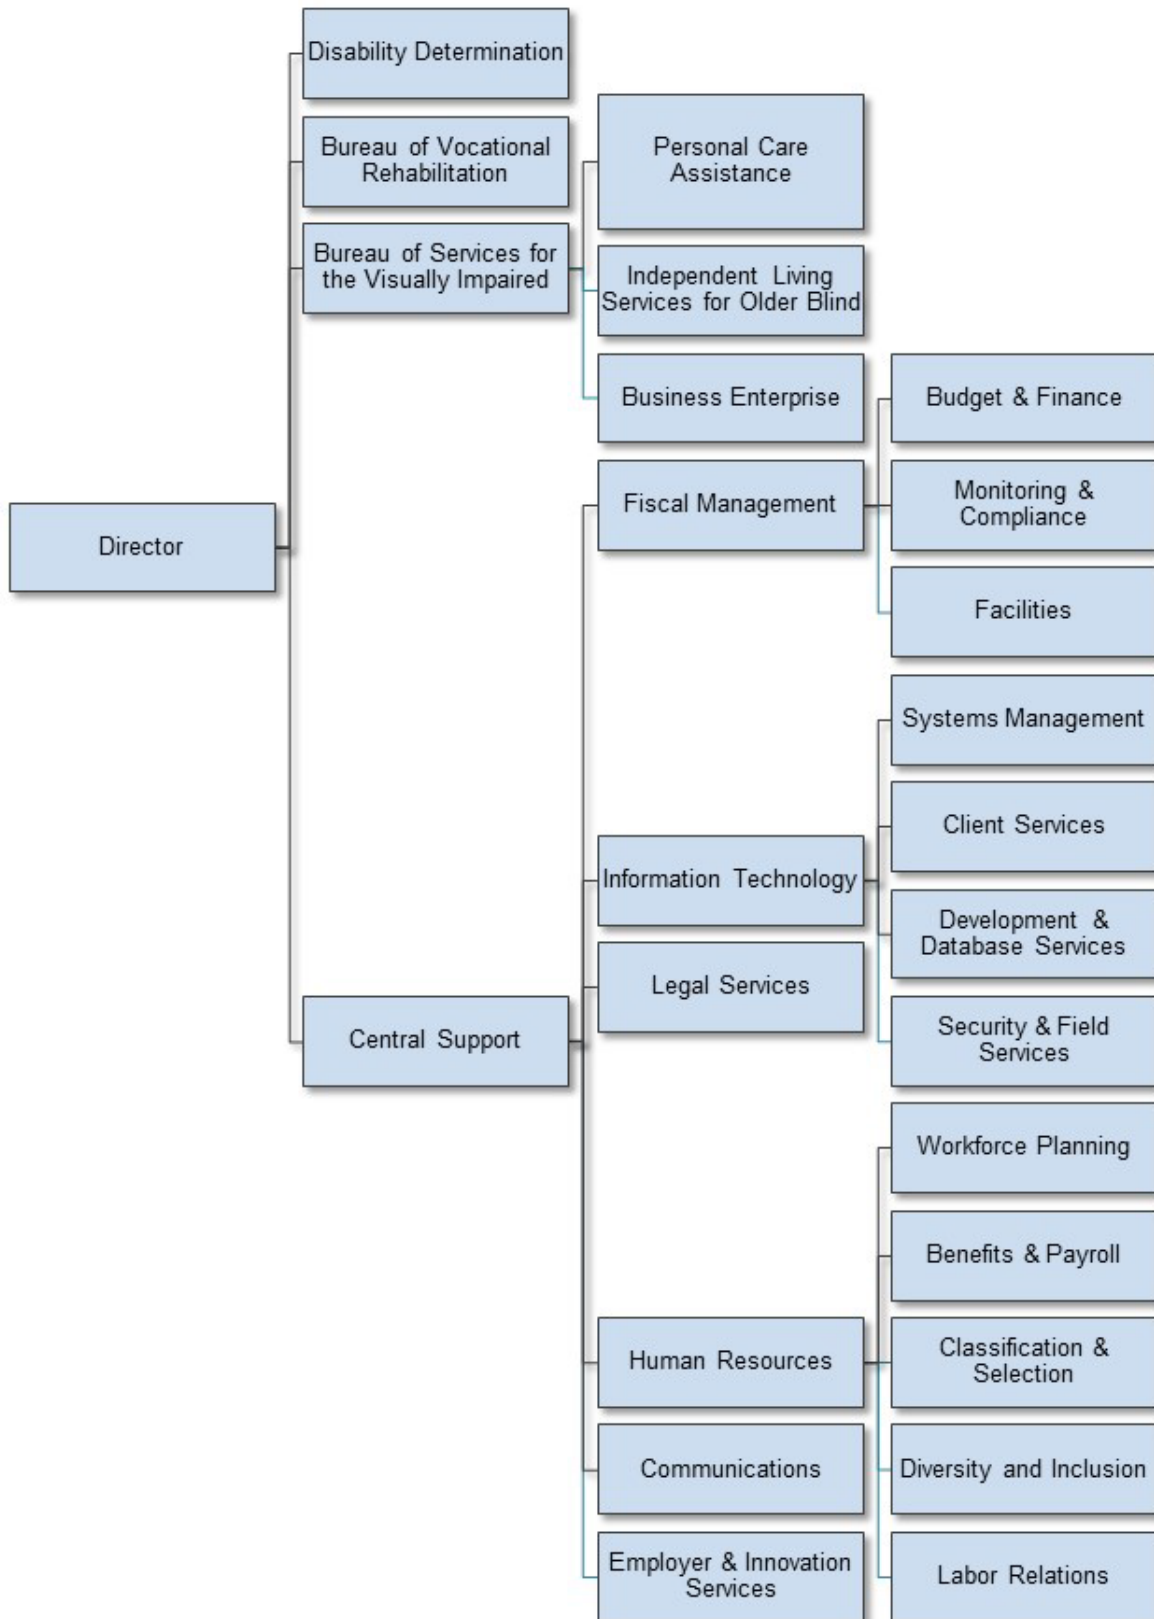 Disability Determination
Bureau of Vocational
Rehabilitation
Bureau of Services for
the Visually Impaired
Personal Care
Assistance
Independent Living
Services for Older Blind
Business Enterprise
Director
Fiscal Management
Budget & Finance
Monitoring &
Compliance
Facilities
Central Support
Information Technology
Systems Management
Client Services
Development &
Database Services
Security & Field
Services
Legal Services
Human Resources
Workforce Planning
Benefits & Payroll
Classification &
Selection
Diversity and Inclusion
Labor Relations
Communications
Employer & Innovation
Services